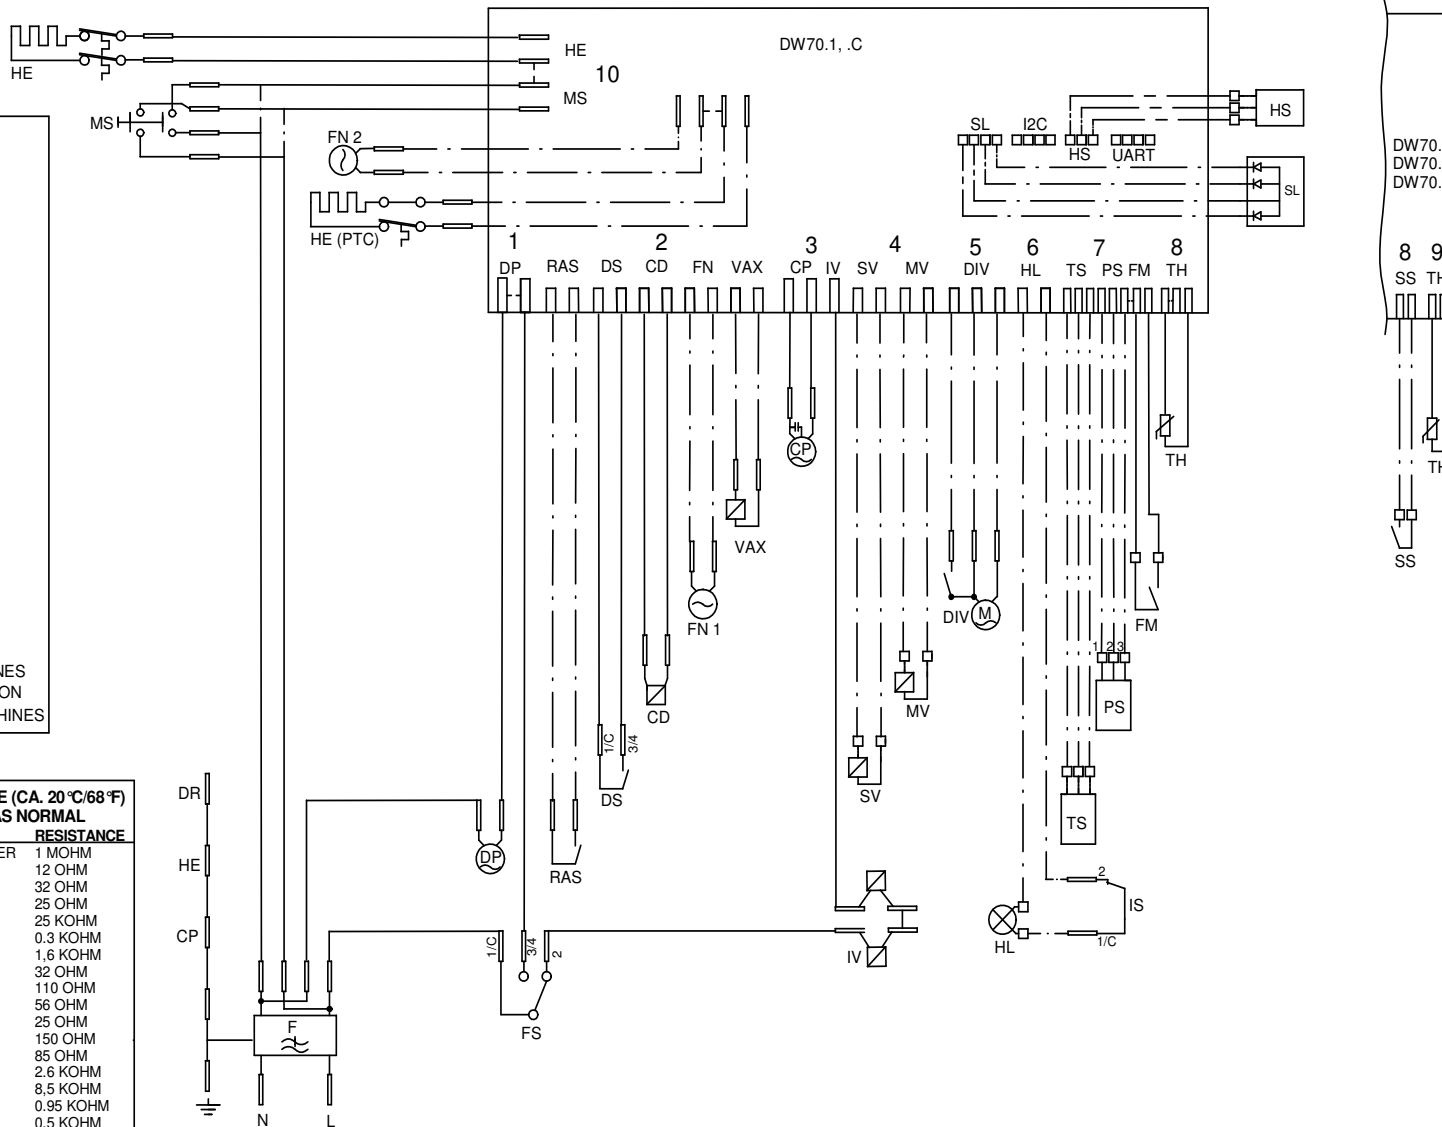 DW70.1, .C
HE
10
MS
HE
MS
FN 2
HE (PTC)
SL
I2C
HS
UART
HS
SL
DW70.
DW70.
DW70.
1
2
3
4
5
6
7
8
DP
RAS
DS
CD
FN
VAX
CP
IV
SV
MV
DIV
HL
TS
PS
FM
TH
8
9
SS
CP
TH
SS
VAX
FN 1
DIV
M
FM
1
2
3
PS
MV
CD
1/C
3/4
DS
SV
TS
NES
ON
HINES
E (CA. 20°C/68°F)
AS NORMAL
RESISTANCE
ER 1 MOHM
12 OHM
32 OHM
25 OHM
25 KOHM
0.3 KOHM
1,6 KOHM
32 OHM
110 OHM
56 OHM
25 OHM
150 OHM
85 OHM
2.6 KOHM
8,5 KOHM
0.95 KOHM
0.5 KOHM
DR
HE
CP
DP
RAS
2
IS
1/C
HL
IV
1/C
3/4
2
FS
F
N
L